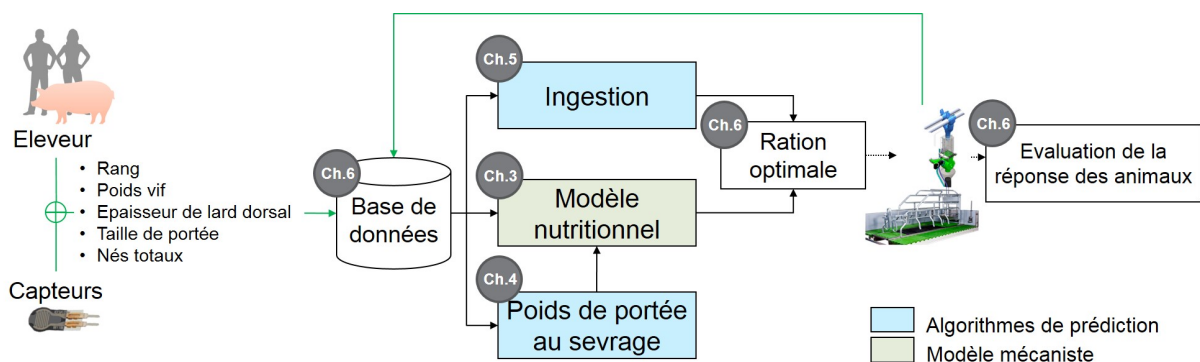 Eleveur
Rang
Poids vif
Epaisseur de lard dorsal
Taille de portée
Nés totaux
Capteurs
Ch.6
Base de
données
Ch.5
Ingestion
Ch.3
Modèle
nutritionnel
Ch.4
Poids de portée
au sevrage
Ch.6
Ration
optimale
Ch.6
Evaluation de la
réponse des animaux
Algorithmes de prédiction
Modèle mécaniste